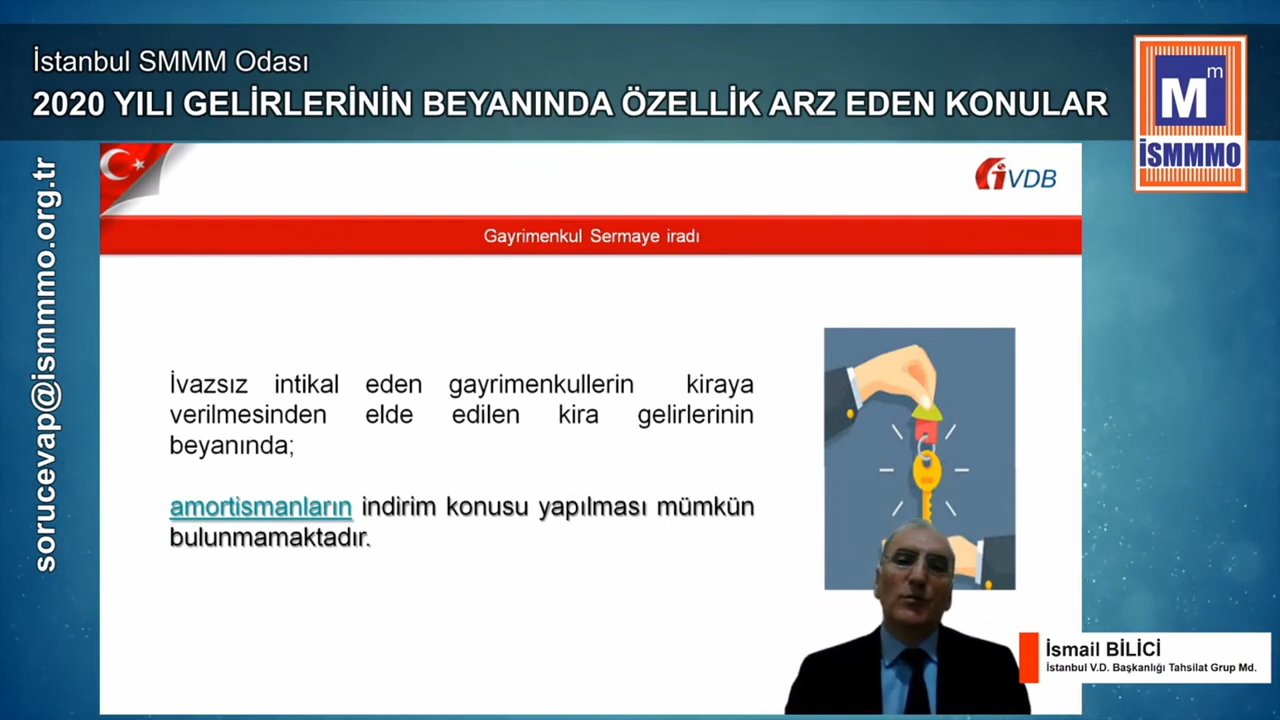 İstanbul SMMM Odası
2020 YILI GELİRLERİNİN BEYANINDA ÖZELLİK ARZ EDEN KONULAR
Mm
İSMMMO
sorucevap@ismmmo.org.tr
iVDB
Gayrimenkul Sermaye iradı
İvazsız intikal eden gayrimenkullerin kiraya
verilmesinden elde edilen kira gelirlerinin
beyanında;
amortismanların indirim konusu yapılması mümkün
bulunmamaktadır.
İsmail BİLİCİ
İstanbul V.D. Başkanlığı Tahsilat Grup Md.